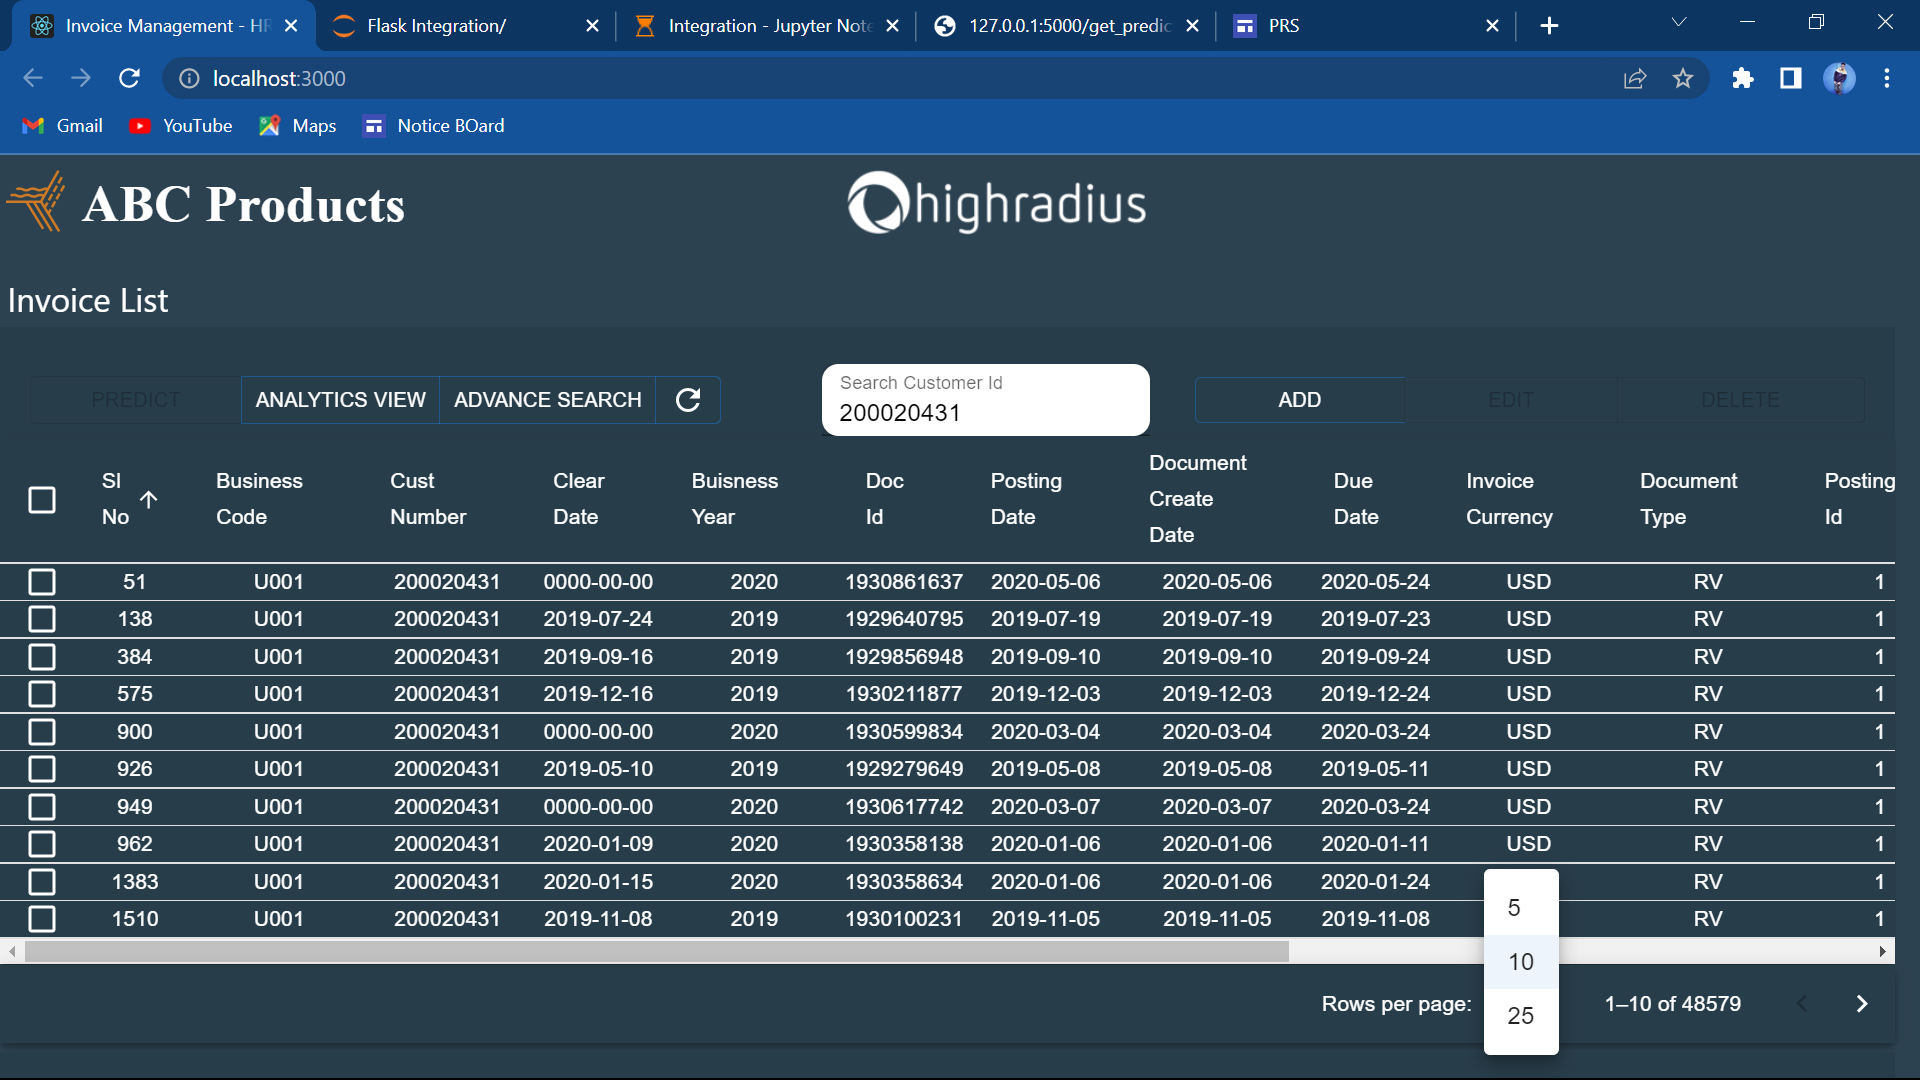 Invoice Management - HR
Flask Integration/
Integration - Jupyter Note
127.0.0.1:5000/get_predic
PRS
localhost:3000
Gmail
YouTube
Maps
Notice BOard
ABC Products
highradius
Invoice List
PREDICT
ANALYTICS VIEW
ADVANCE SEARCH
Search Customer Id
200020431
ADD
EDIT
DELETE
Sl No Business Code Cust Number Clear Date Buisness Year Doc Id Posting Date Document Create Date Due Date Invoice Currency Document Type Posting Id
51 U001 200020431 0000-00-00 2020 1930861637 2020-05-06 2020-05-06 2020-05-24 USD RV 1
138 U001 200020431 2019-07-24 2019 1929640795 2019-07-19 2019-07-19 2019-07-23 USD RV 1
384 U001 200020431 2019-09-16 2019 1929856948 2019-09-10 2019-09-10 2019-09-24 USD RV 1
575 U001 200020431 2019-12-16 2019 1930211877 2019-12-03 2019-12-03 2019-12-24 USD RV 1
900 U001 200020431 0000-00-00 2020 1930599834 2020-03-04 2020-03-04 2020-03-24 USD RV 1
926 U001 200020431 2019-05-10 2019 1929279649 2019-05-08 2019-05-08 2019-05-11 USD RV 1
949 U001 200020431 0000-00-00 2020 1930617742 2020-03-07 2020-03-07 2020-03-24 USD RV 1
962 U001 200020431 2020-01-09 2020 1930358138 2020-01-06 2020-01-06 2020-01-11 USD RV 1
1383 U001 200020431 2020-01-15 2020 1930358634 2020-01-06 2020-01-06 2020-01-24 RV 1
1510 U001 200020431 2019-11-08 2019 1930100231 2019-11-05 2019-11-05 2019-11-08 RV 1
5
10
25
Rows per page:
1–10 of 48579